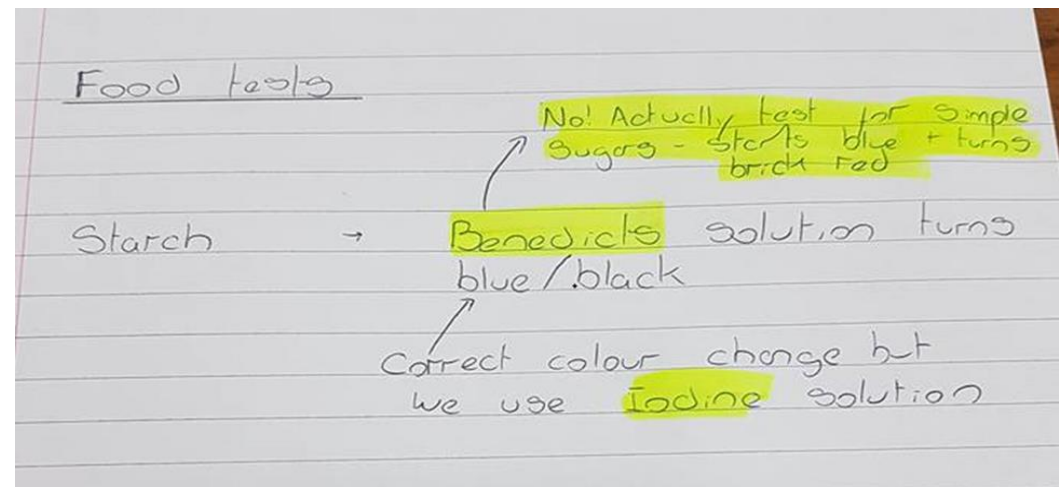 Food tests
No! Actually test for simple
sugars - starts blue + turns
brick red
Starch → Benedicts solution turns
blue/black
Correct colour change but
we use Iodine solution